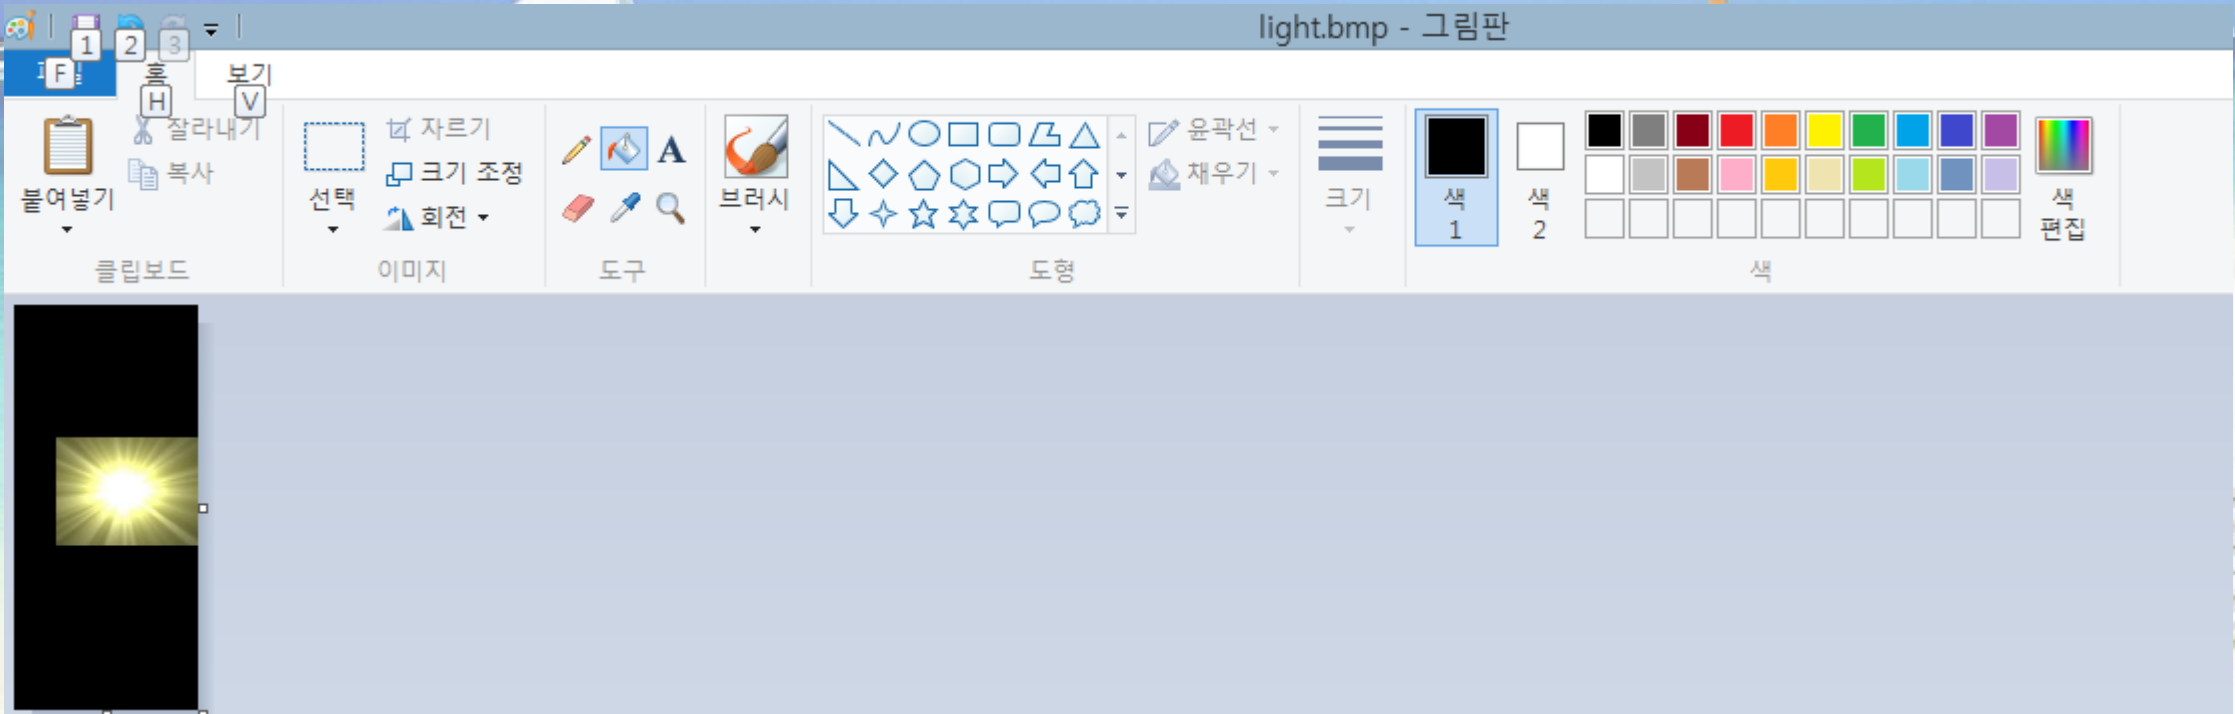 light.bmp - 그림판
1 2 3
F
홈 보기
H V
붙여넣기
잘라내기
복사
클립보드
선택
자르기
크기 조정
회전
이미지
A
도구
브러시
윤곽선
채우기
도형
크기
색
1
색
2
색
편집
색